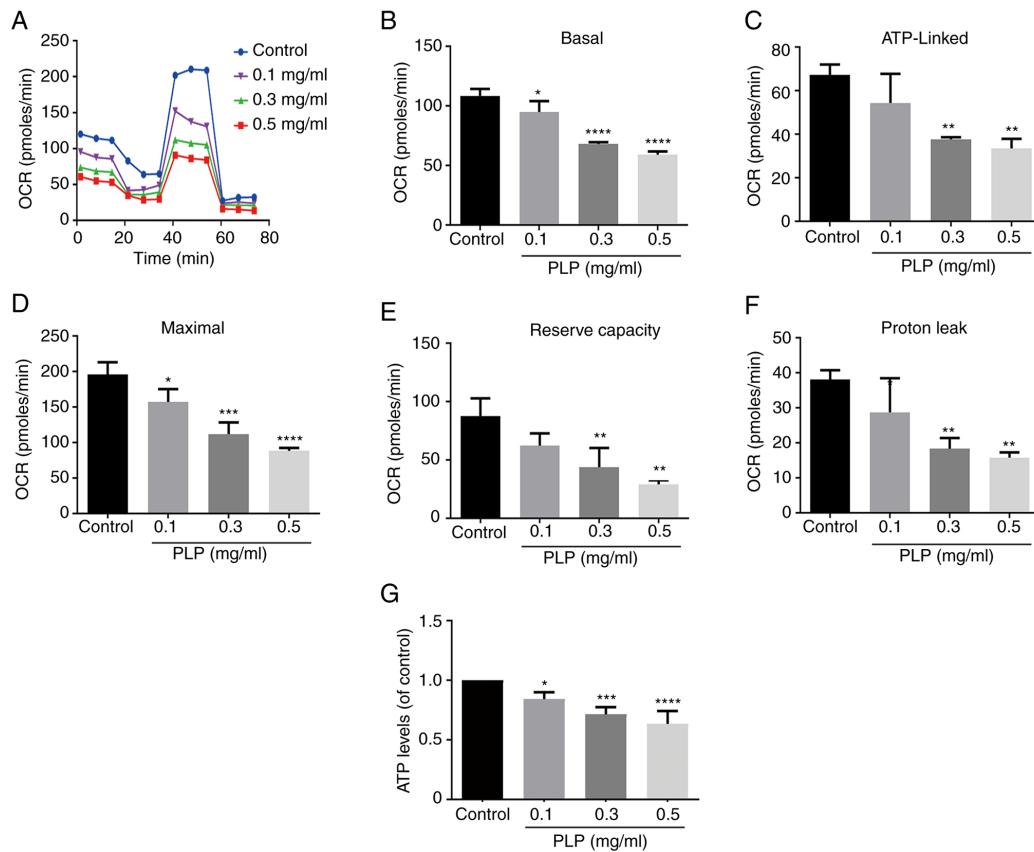 A
250
200
150
100
50
0
OCR (pmoles/min)
0 20 40 60 80
Time (min)
Control
0.1 mg/ml
0.3 mg/ml
0.5 mg/ml
B
Basal
150
100
50
0
OCR (pmoles/min)
*
****
****
Control 0.1 0.3 0.5
PLP (mg/ml)
C
ATP-Linked
80
60
40
20
0
OCR (pmoles/min)
**
**
Control 0.1 0.3 0.5
PLP (mg/ml)
D
Maximal
250
200
150
100
50
0
OCR (pmoles/min)
*
***
****
Control 0.1 0.3 0.5
PLP (mg/ml)
E
Reserve capacity
150
100
50
0
OCR (pmoles/min)
**
**
Control 0.1 0.3 0.5
PLP (mg/ml)
F
Proton leak
50
40
30
20
10
0
OCR (pmoles/min)
*
**
**
Control 0.1 0.3 0.5
PLP (mg/ml)
G
1.5
1.0
0.5
0
ATP levels (of control)
*
***
****
Control 0.1 0.3 0.5
PLP (mg/ml)